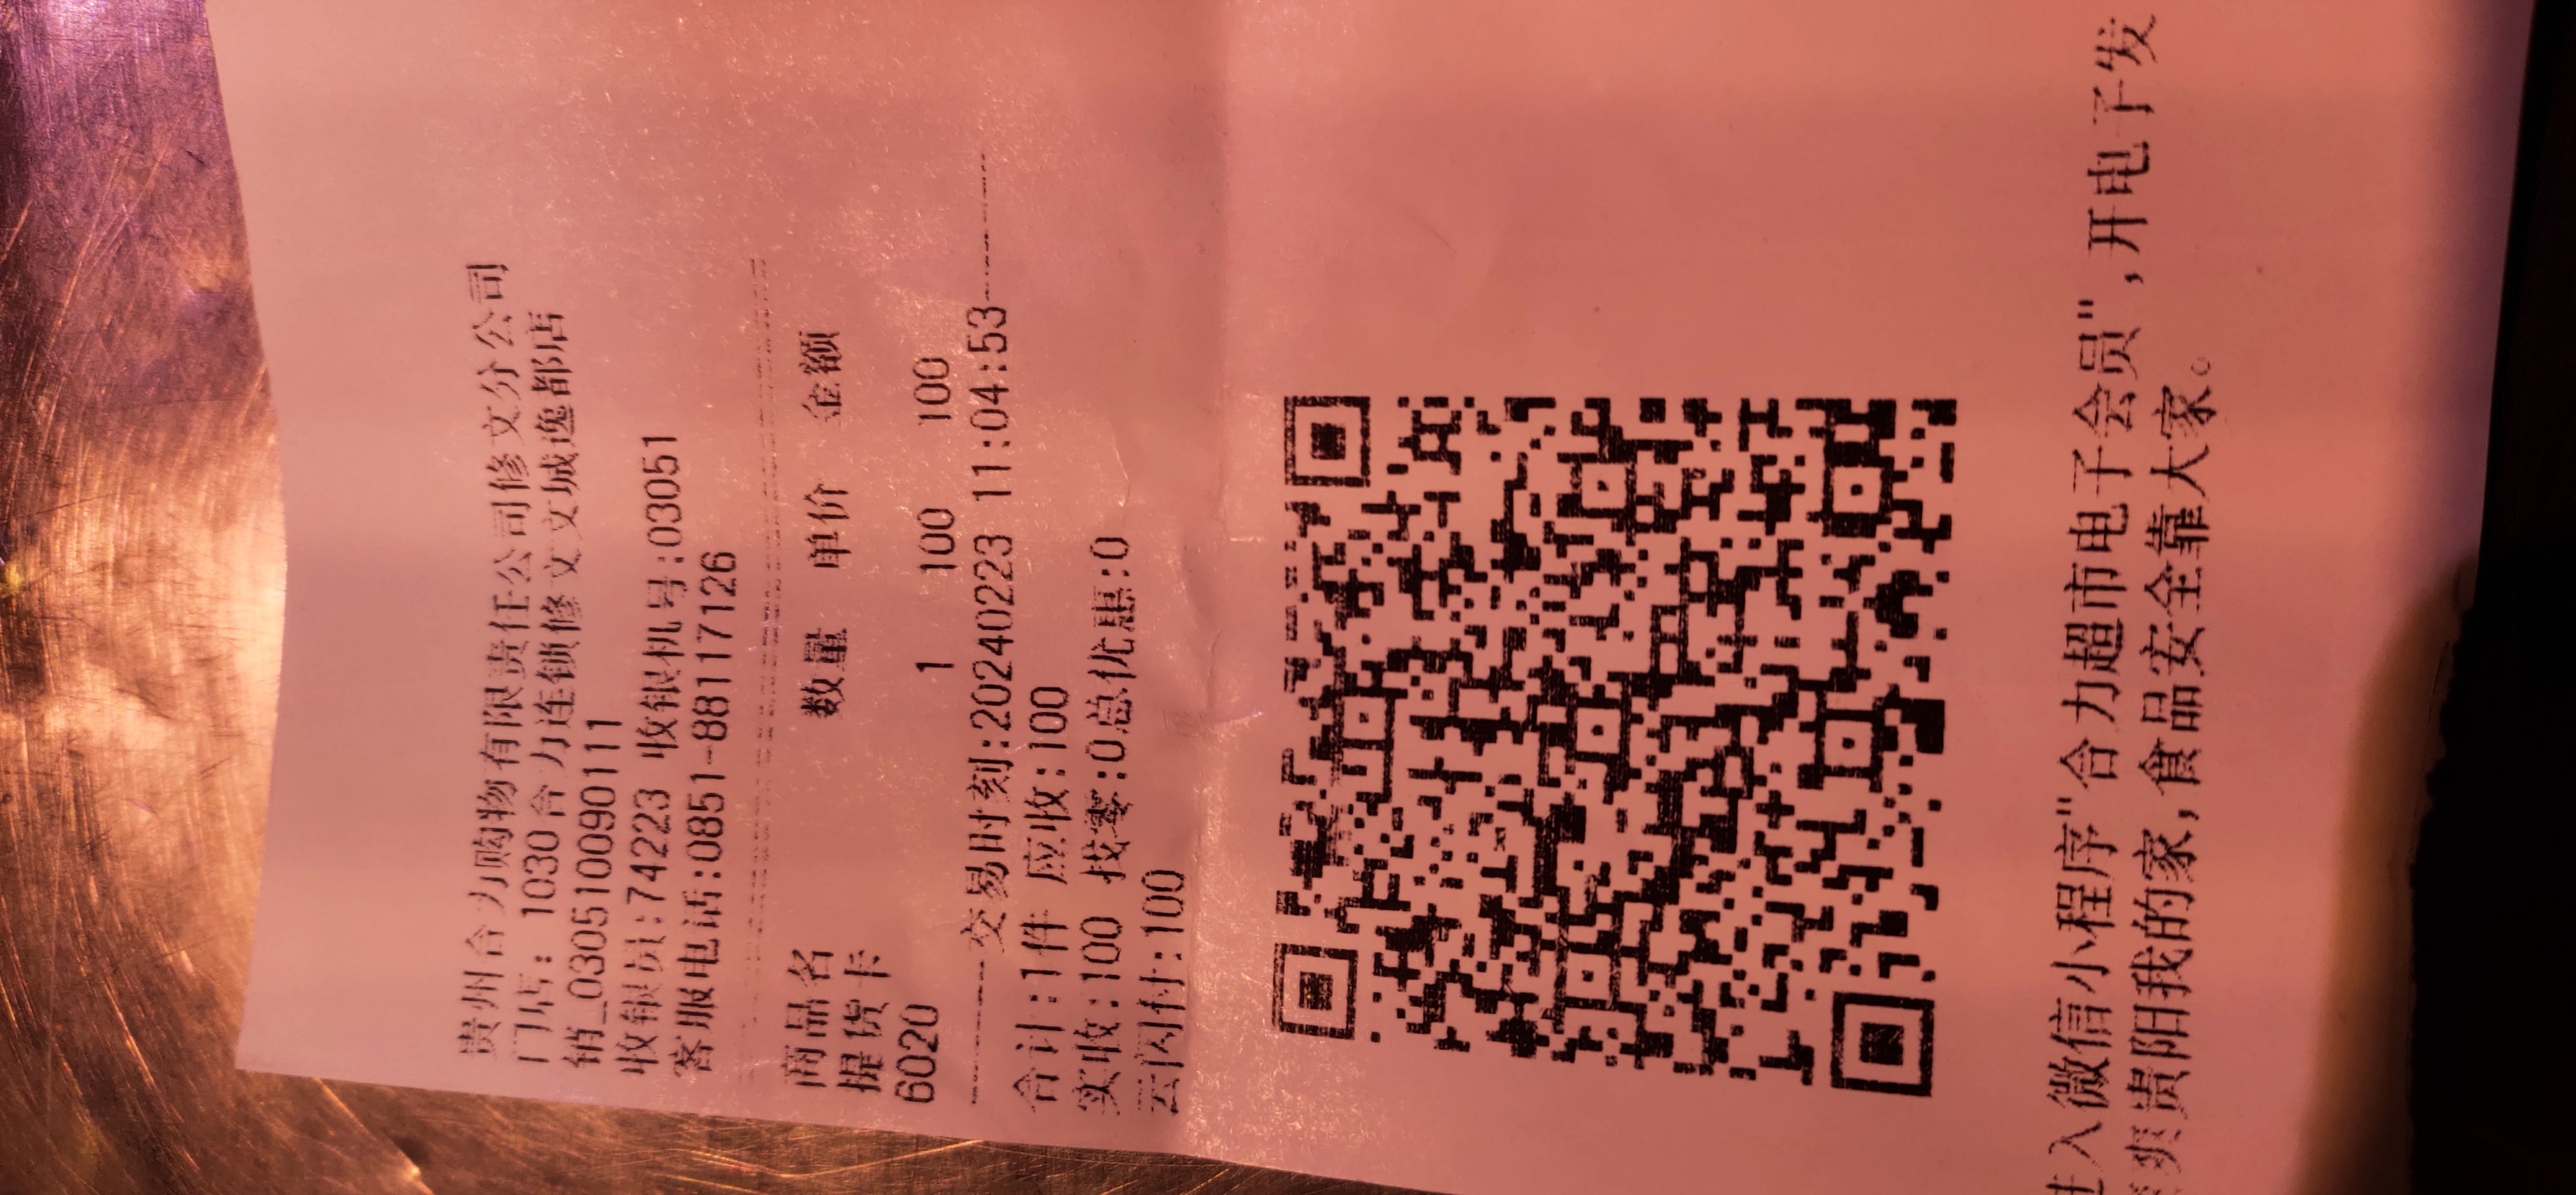 贵州合力购物有限责任公司修文分公司
门店: 1030合力连锁修文文城逸都店
销_03051009090111
收银员:74223 收银机号:03051
客服电话:0851-88117126
商品名 数量 单价 金额
提货卡
6020 1 100 100
交易时刻:20240223 11:04:53
合计:1件 应收:100
实收:100 找零:0总优惠:0
云闪付:100
进入微信小程序"合力超市电子会员",开电子发
爽爽贵阳我的家,食品安全靠大家。